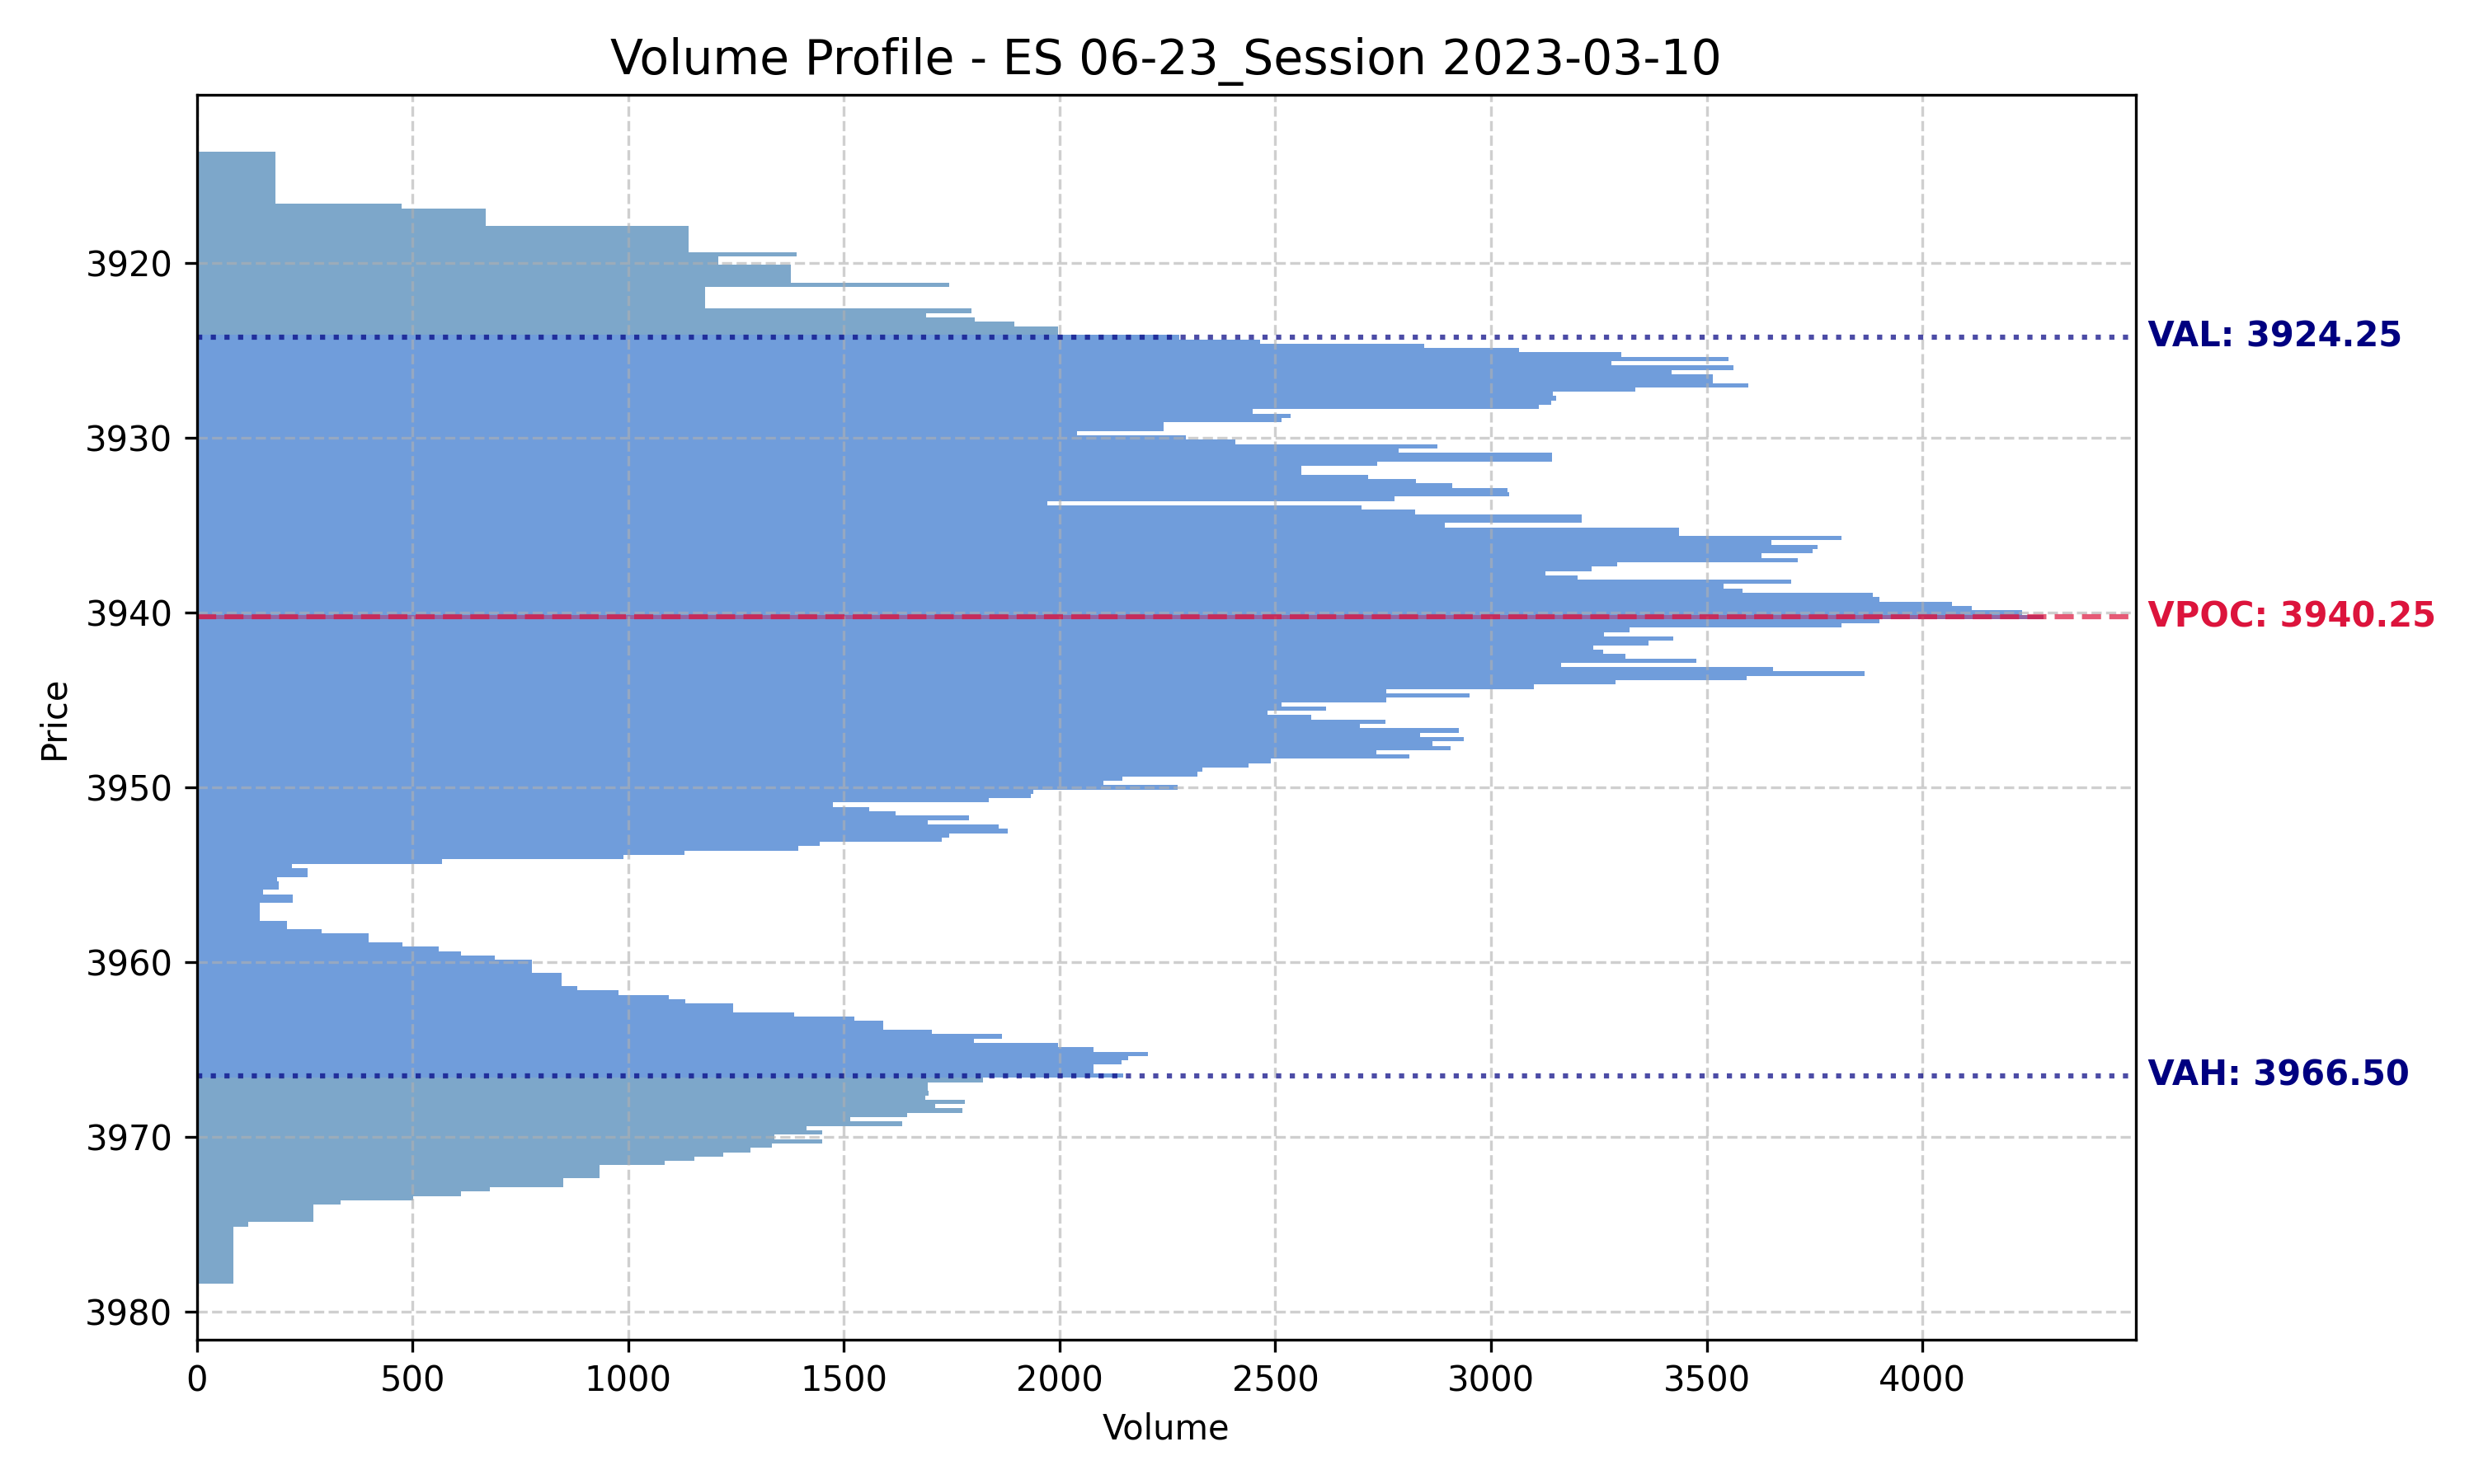 Volume Profile - ES 06-23_Session 2023-03-10
3920
VAL: 3924.25
3930
3940
VPOC: 3940.25
Price
3950
3960
VAH: 3966.50
3970
3980
0 500 1000 1500 2000 2500 3000 3500 4000
Volume